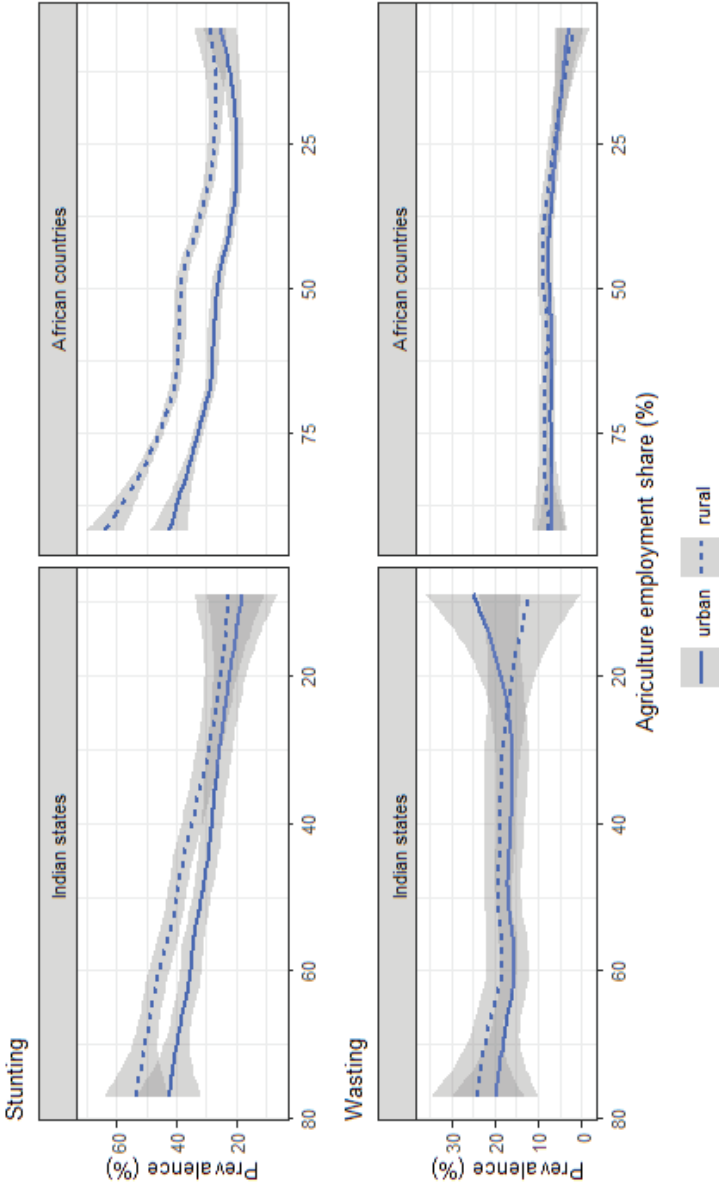 Stunting
Indian states
African countries
Prevalence (%)
60
40
20
80
60
40
20
75
50
25
Wasting
Indian states
African countries
Prevalence (%)
30
20
10
0
80
60
40
20
75
50
25
Agriculture employment share (%)
urban
rural